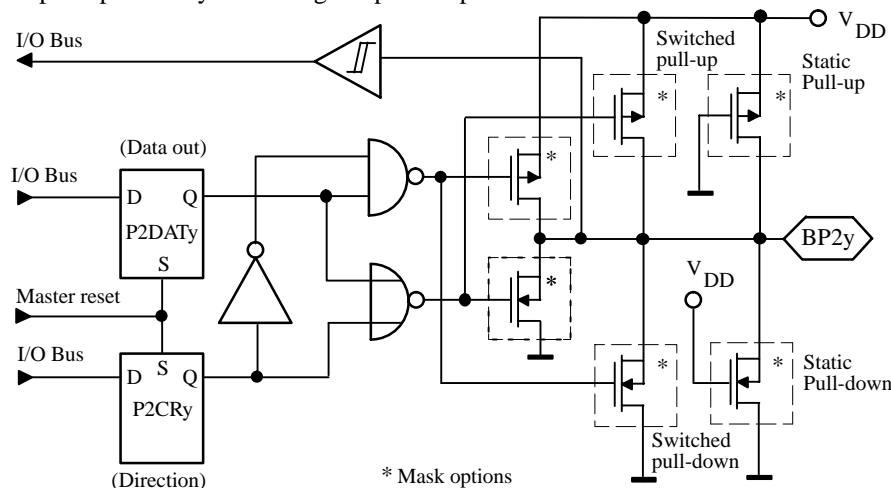 I/O Bus
V DD
Switched
pull-up
Static
Pull-up
*
*
(Data out)
I/O Bus
D
Q
P2DATy
S
*
BP2y
V DD
Master reset
*
I/O Bus
S
D
Q
P2CRy
*
*
Static
Pull-down
Switched
pull-down
* Mask options
(Direction)